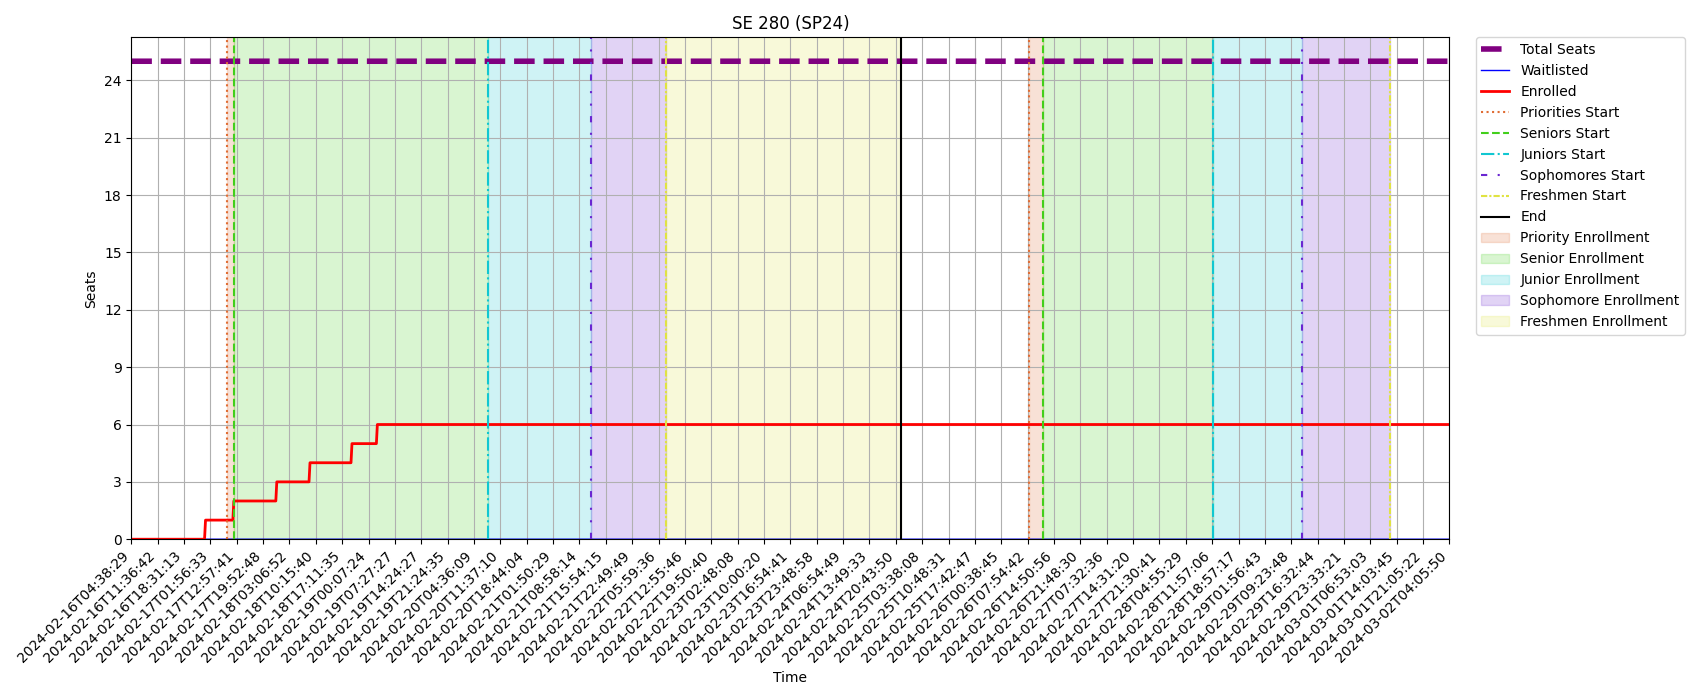 SE 280 (SP24)
Seats
24
21
18
15
12
9
6
3
0
2024-02-16T04:38:29
2024-02-16T11:36:42
2024-02-16T18:31:13
2024-02-17T01:56:33
2024-02-17T12:57:41
2024-02-17T19:52:48
2024-02-18T03:06:52
2024-02-18T10:15:40
2024-02-18T17:11:35
2024-02-19T00:07:24
2024-02-19T07:27:27
2024-02-19T14:24:27
2024-02-19T21:24:35
2024-02-20T04:36:09
2024-02-20T11:37:10
2024-02-20T18:44:04
2024-02-21T01:50:29
2024-02-21T08:58:14
2024-02-21T15:54:15
2024-02-21T22:49:49
2024-02-22T05:59:36
2024-02-22T12:55:46
2024-02-22T19:50:40
2024-02-23T02:48:08
2024-02-23T10:00:20
2024-02-23T16:54:41
2024-02-23T23:48:58
2024-02-24T06:54:49
2024-02-24T13:49:33
2024-02-24T20:43:50
2024-02-25T03:38:08
2024-02-25T10:48:31
2024-02-25T17:42:47
2024-02-26T00:38:45
2024-02-26T07:54:42
2024-02-26T14:50:56
2024-02-26T21:48:30
2024-02-27T07:32:36
2024-02-27T14:31:20
2024-02-27T21:30:41
2024-02-28T04:55:29
2024-02-28T11:57:06
2024-02-28T18:57:17
2024-02-29T01:56:43
2024-02-29T09:23:48
2024-02-29T16:32:44
2024-02-29T23:33:21
2024-03-01T06:53:03
2024-03-01T14:03:45
2024-03-01T21:05:22
2024-03-02T04:05:50
Time
Total Seats
Waitlisted
Enrolled
Priorities Start
Seniors Start
Juniors Start
Sophomores Start
Freshmen Start
End
Priority Enrollment
Senior Enrollment
Junior Enrollment
Sophomore Enrollment
Freshmen Enrollment